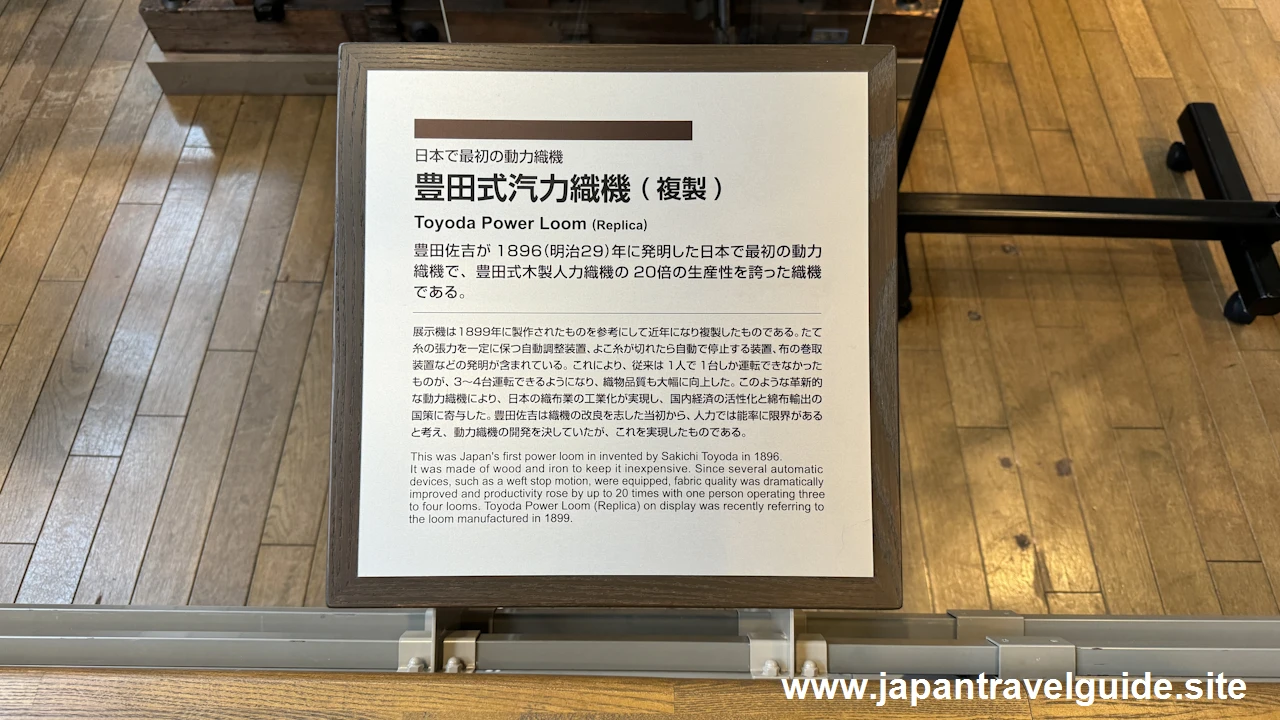 日本で最初の動力織機
豊田式汽力織機 ( 複製 )
Toyoda Power Loom (Replica)
豊田佐吉が 1896(明治29)年に発明した日本で最初の動力
織機で、豊田式木製人力織機の 20倍の生産性を誇った織機
である。
展示機は1899年に製作されたものを参考にして近年になり複製したものである。たて
糸の張力を一定に保つ自動調整装置、よこ糸が切れたら自動で停止する装置、布の巻取
装置などの発明が含まれている。これにより、従来は 1人で 1台しか運転できなかった
ものが、3〜4台運転できるようになり、織物品質も大幅に向上した。このような革新的
な動力織機により、日本の織布業の工業化が実現し、国内経済の活性化と綿布輸出の
国策に寄与した。豊田佐吉は織機の改良を志した当初から、人力では能率に限界がある
と考え、動力織機の開発を決していたが、これを実現したものである。
This was Japan's first power loom in invented by Sakichi Toyoda in 1896.
It was made of wood and iron to keep it inexpensive. Since several automatic
devices, such as a weft stop motion, were equipped, fabric quality was dramatically
improved and productivity rose by up to 20 times with one person operating three
to four looms. Toyoda Power Loom (Replica) on display was recently referring to
the loom manufactured in 1899.
www.japantravelguide.site